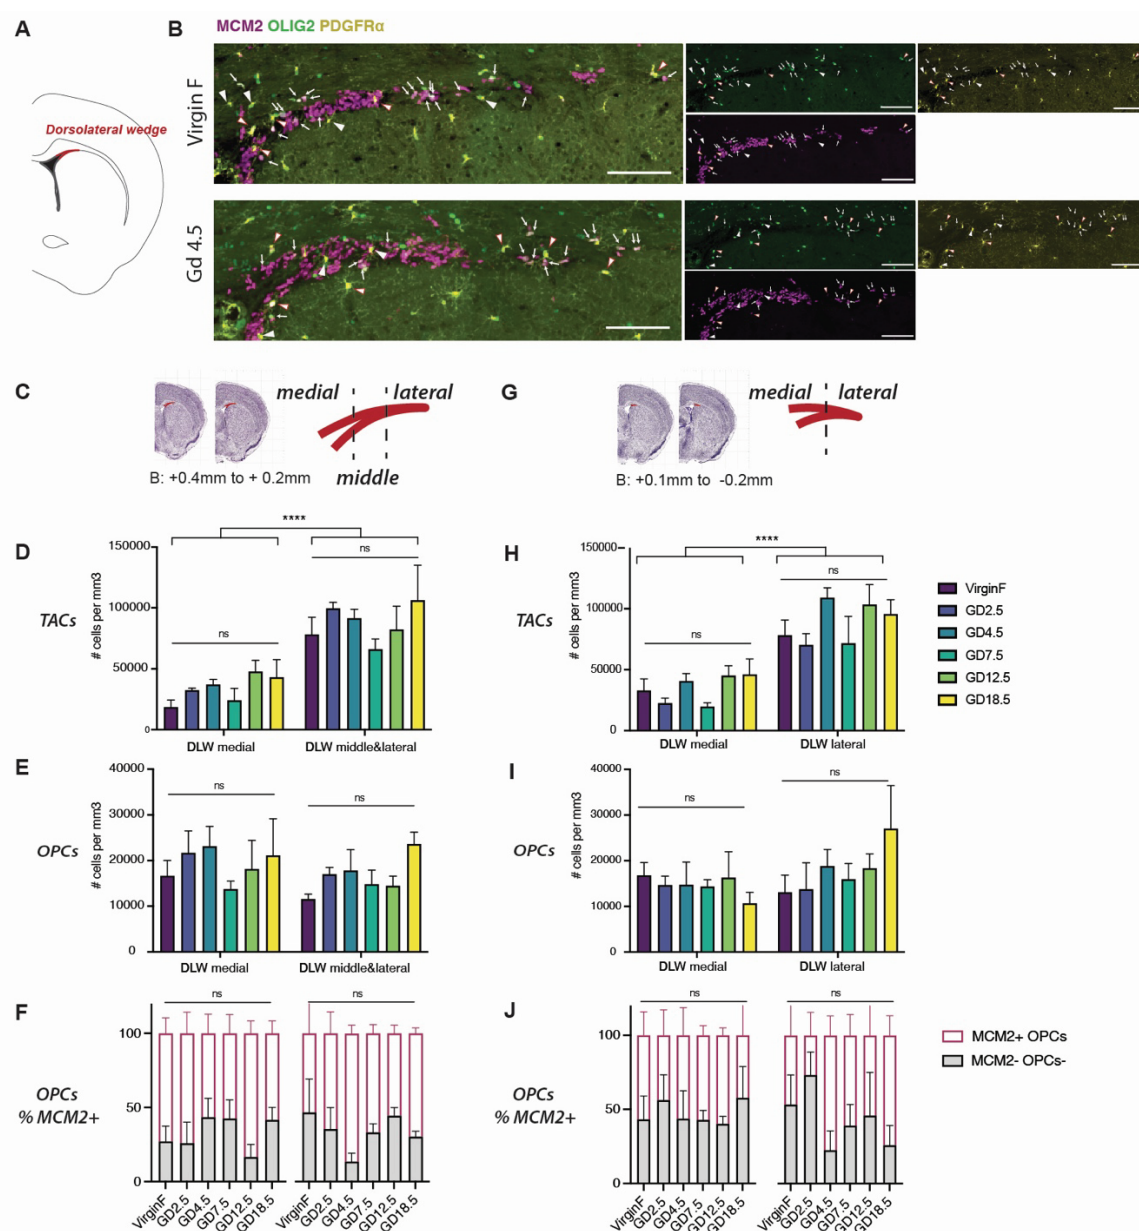 A
Dorsolateral wedge
B
MCM2 OLIG2 PDGFRα
Virgin F
Gd 4.5
C
medial
lateral
middle
B: +0.4mm to + 0.2mm
G
medial
lateral
B: +0.1mm to -0.2mm
D
TACs
# cells per mm3
150000
100000
50000
0
****
ns
ns
DLW medial
DLW middle&lateral
H
TACs
# cells per mm3
150000
100000
50000
0
****
ns
ns
DLW medial
DLW lateral
VirginF
GD2.5
GD4.5
GD7.5
GD12.5
GD18.5
E
OPCs
# cells per mm3
40000
30000
20000
10000
0
ns
ns
DLW medial
DLW middle&lateral
I
OPCs
# cells per mm3
40000
30000
20000
10000
0
ns
ns
DLW medial
DLW lateral
F
OPCs
% MCM2+
100
50
0
ns
ns
VirginF
GD2.5
GD4.5
GD7.5
GD12.5
GD18.5
VirginF
GD2.5
GD4.5
GD7.5
GD12.5
GD18.5
J
OPCs
% MCM2+
100
50
0
ns
ns
VirginF
GD2.5
GD4.5
GD7.5
GD12.5
GD18.5
VirginF
GD2.5
GD4.5
GD7.5
GD12.5
GD18.5
MCM2+ OPCs
MCM2- OPCs-